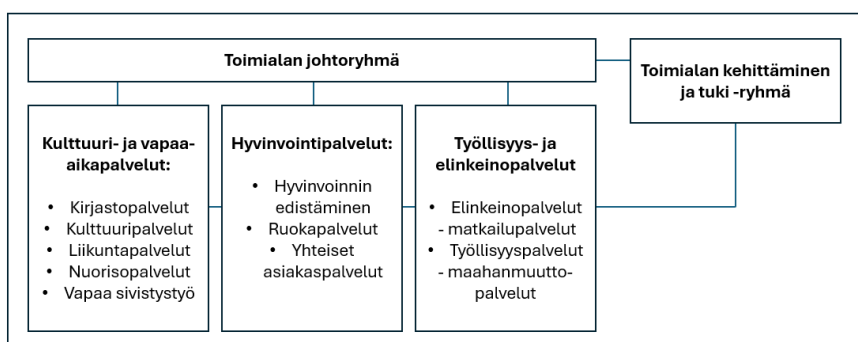 Toimialan johtoryhmä
Toimialan kehittäminen
ja tuki -ryhmä
Kulttuuri- ja vapaa-
aikapalvelut:
• Kirjastopalvelut
• Kulttuuripalvelut
• Liikuntapalvelut
• Nuorisopalvelut
• Vapaa sivistystyö
Hyvinvointipalvelut:
• Hyvinvoinnin
edistäminen
• Ruokapalvelut
• Yhteiset
asiakaspalvelut
Työllisyys- ja
elinkeinopalvelut
• Elinkeinopalvelut
- matkailupalvelut
• Työllisyyspalvelut
- maahanmuutto-
palvelut